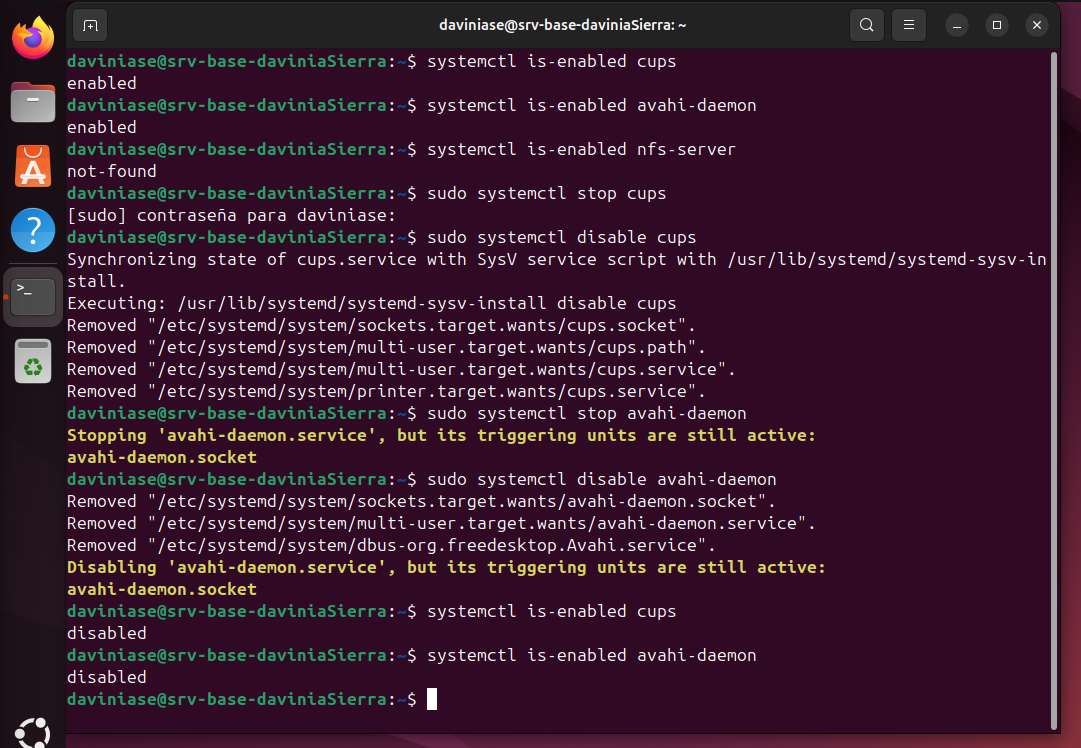 daviniase@srv-base-daviniaSierra: ~
daviniase@srv-base-daviniaSierra:~$ systemctl is-enabled cups
enabled
daviniase@srv-base-daviniaSierra:~$ systemctl is-enabled avahi-daemon
enabled
daviniase@srv-base-daviniaSierra:~$ systemctl is-enabled nfs-server
not-found
daviniase@srv-base-daviniaSierra:~$ sudo systemctl stop cups
[sudo] contraseña para daviniase:
daviniase@srv-base-daviniaSierra:~$ sudo systemctl disable cups
Synchronizing state of cups.service with SysV service script with /usr/lib/systemd/systemd-sysv-in
stall.
Executing: /usr/lib/systemd/systemd-sysv-install disable cups
Removed "/etc/systemd/system/sockets.target.wants/cups.socket".
Removed "/etc/systemd/system/multi-user.target.wants/cups.path".
Removed "/etc/systemd/system/multi-user.target.wants/cups.service".
Removed "/etc/systemd/system/printer.target.wants/cups.service".
daviniase@srv-base-daviniaSierra:~$ sudo systemctl stop avahi-daemon
Stopping 'avahi-daemon.service', but its triggering units are still active:
avahi-daemon.socket
daviniase@srv-base-daviniaSierra:~$ sudo systemctl disable avahi-daemon
Removed "/etc/systemd/system/sockets.target.wants/avahi-daemon.socket".
Removed "/etc/systemd/system/multi-user.target.wants/avahi-daemon.service".
Removed "/etc/systemd/system/dbus-org.freedesktop.Avahi.service".
Disabling 'avahi-daemon.service', but its triggering units are still active:
avahi-daemon.socket
daviniase@srv-base-daviniaSierra:~$ systemctl is-enabled cups
disabled
daviniase@srv-base-daviniaSierra:~$ systemctl is-enabled avahi-daemon
disabled
daviniase@srv-base-daviniaSierra:~$